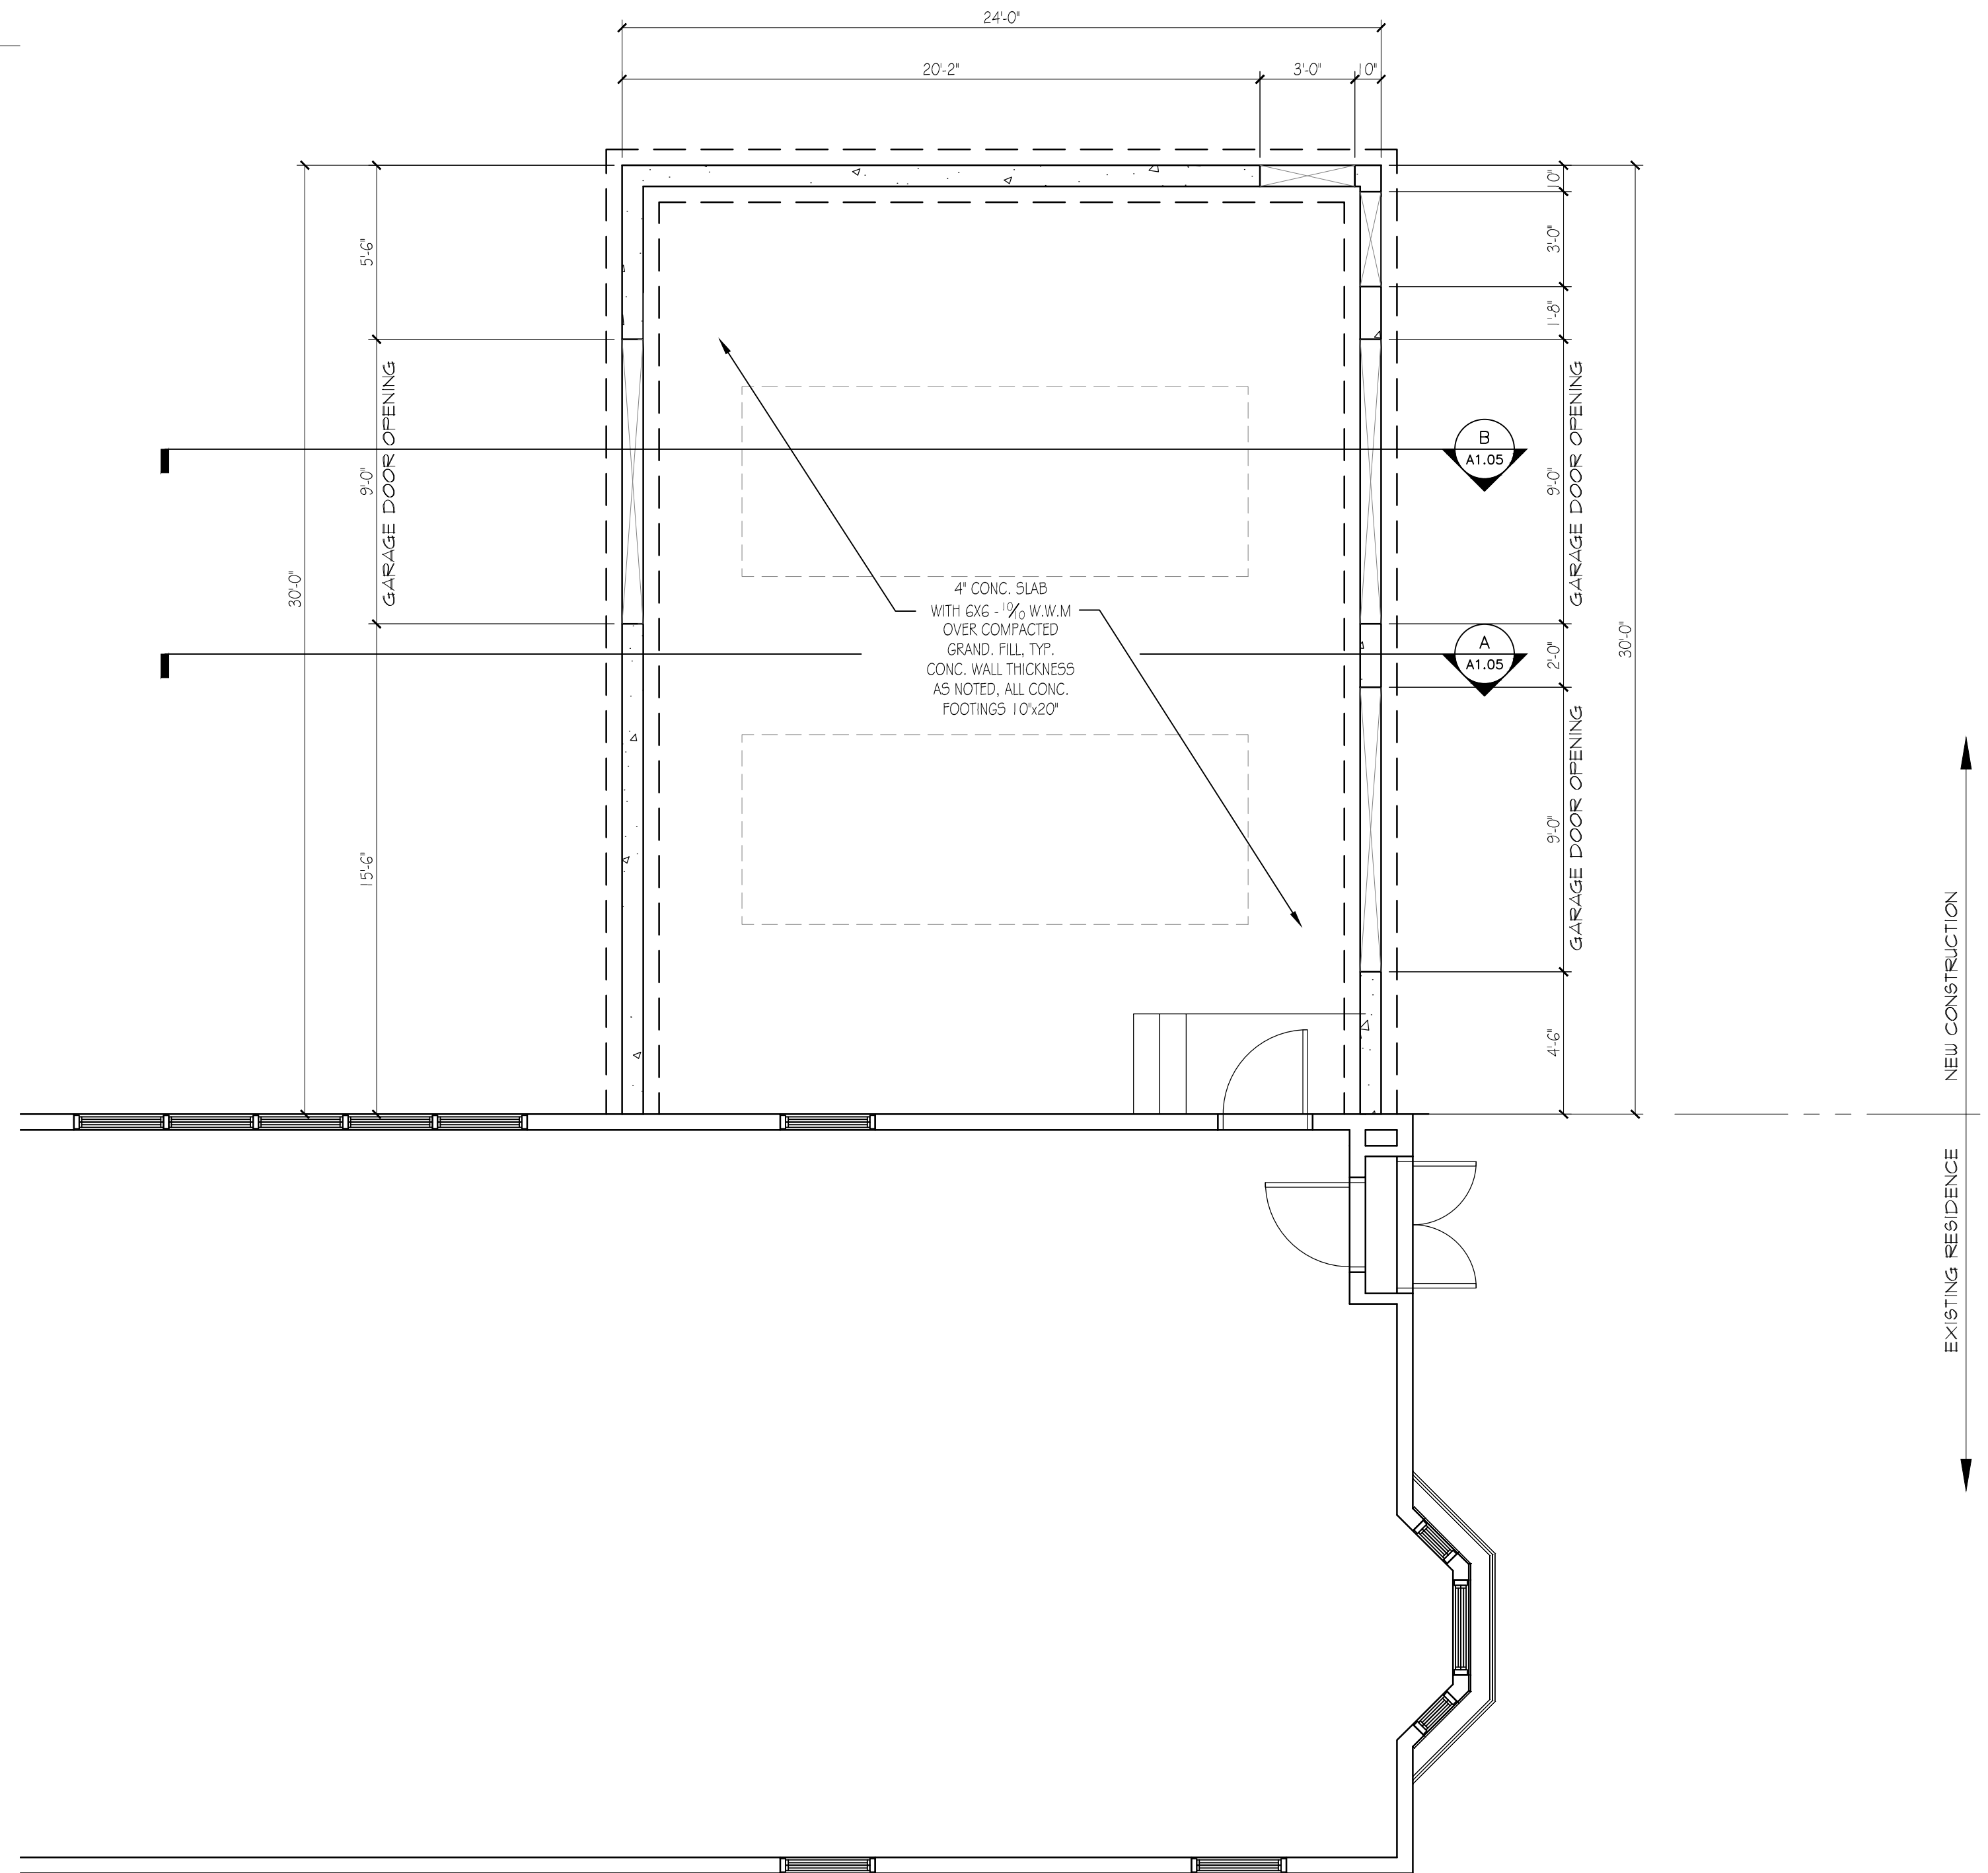 24'-0"
20'-2"
3'-0"
10"
10"
3'-0"
1'-8"
9'-0"
GARAGE DOOR OPENING
2'-0"
9'-0"
GARAGE DOOR OPENING
4'-6"
30'-0"
5'-6"
9'-0"
GARAGE DOOR OPENING
15'-6"
30'-0"
B
A1.05
A
A1.05
4" CONC. SLAB
WITH 6X6 - 10/10 W.W.M
OVER COMPACTED
GRAND. FILL, TYP.
CONC. WALL THICKNESS
AS NOTED, ALL CONC.
FOOTINGS 10"x20"
NEW CONSTRUCTION
EXISTING RESIDENCE